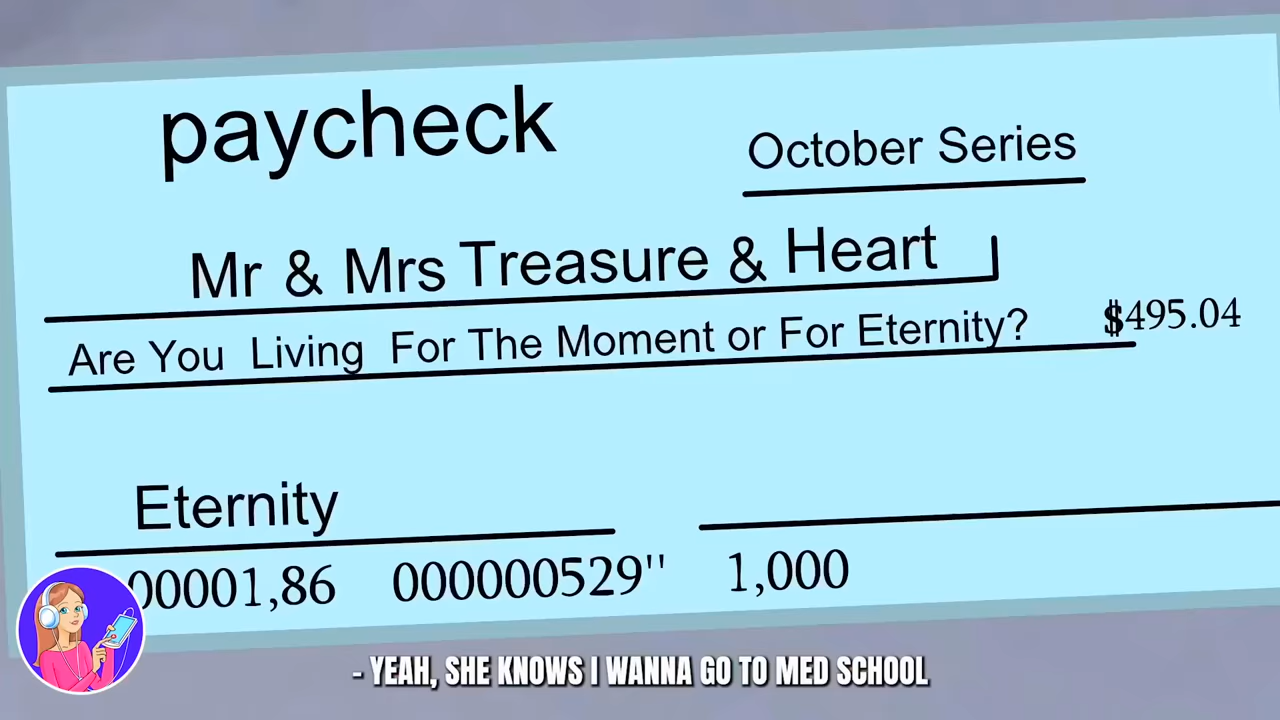 paycheck
October Series
Mr & Mrs Treasure & Heart
Are You Living For The Moment or For Eternity? $495.04
Eternity
00001,86 000000529" 1,000
- YEAH, SHE KNOWS I WANNA GO TO MED SCHOOL